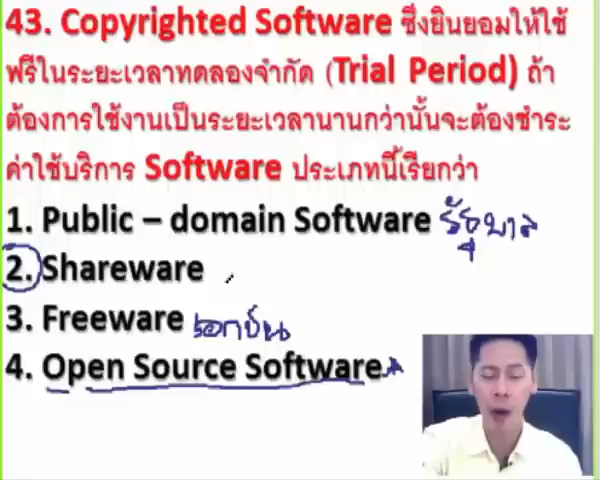 43. Copyrighted Software ซึ่งยินยอมให้ใช้
ฟรีในระยะเวลาทดลองจำกัด (Trial Period) ถ้า
ต้องการใช้งานเป็นระยะเวลานานกว่านั้นจะต้องชำระ
ค่าใช้บริการ Software ประเภทนี้เรียกว่า
1. Public – domain Software รัฐบาล
2. Shareware
3. Freeware เอกชน
4. Open Source Software